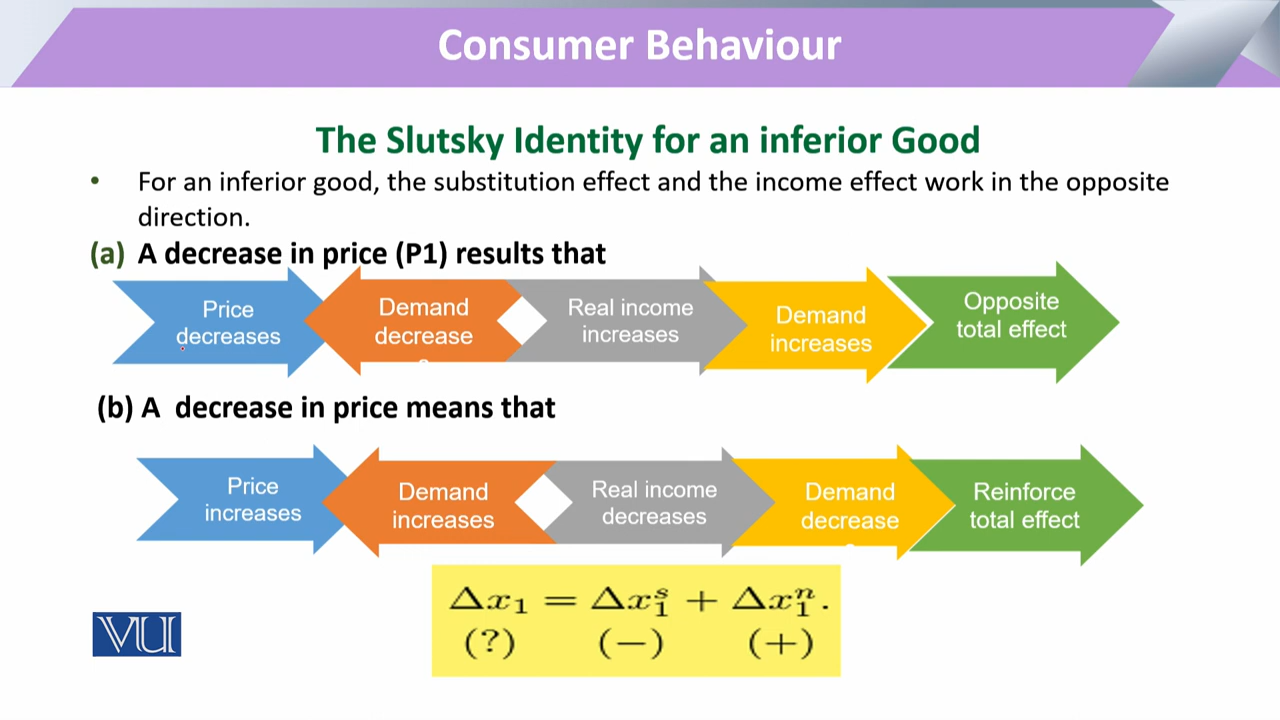 Consumer Behaviour
The Slutsky Identity for an inferior Good
• For an inferior good, the substitution effect and the income effect work in the opposite
direction.
(a) A decrease in price (P1) results that
Price
decreases
Demand
decrease
Real income
increases
Demand
increases
Opposite
total effect
(b) A decrease in price means that
Price
increases
Demand
increases
Real income
decreases
Demand
decrease
Reinforce
total effect
Δx₁ = Δx₁ˢ + Δx₁ⁿ.
(?) (−) (+)
VU